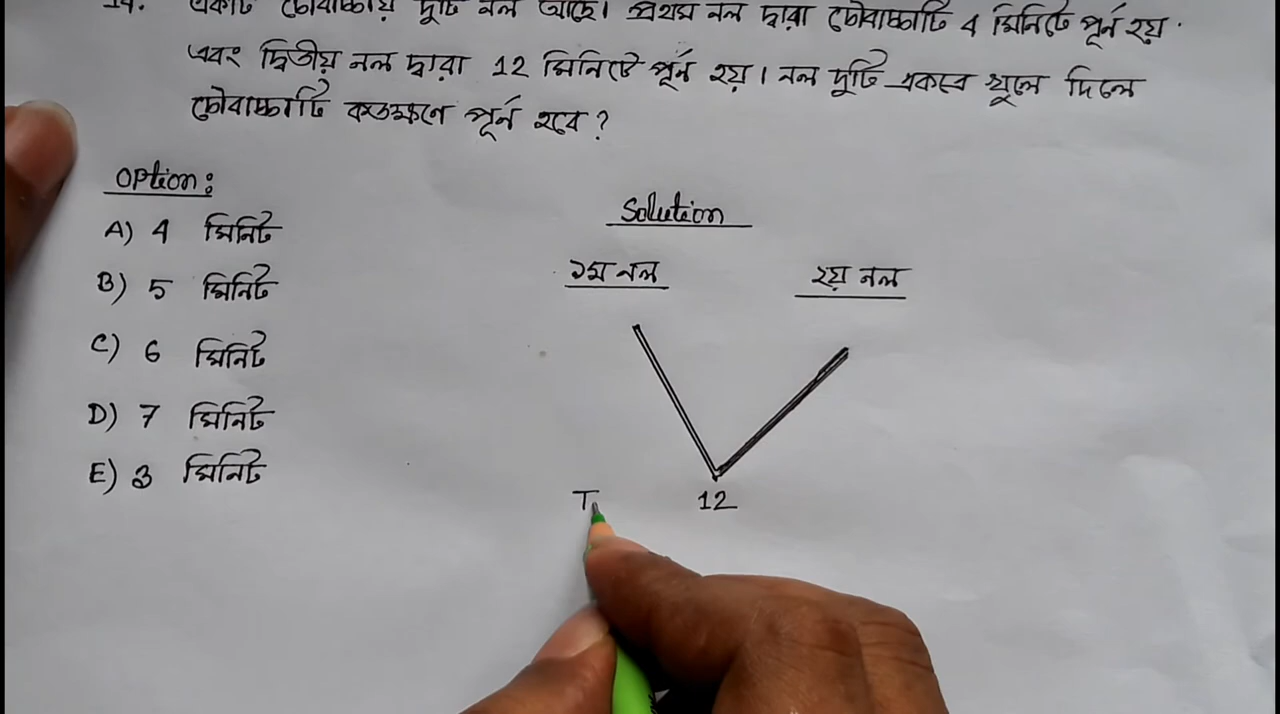 14. একটি চৌবাচ্চায় দুটি নল আছে। প্রথম নল দ্বারা চৌবাচ্চাটি 4 মিনিটে পূর্ন হয়
এবং দ্বিতীয় নল দ্বারা 12 মিনিটে পূর্ন হয়। নল দুটি একত্রে খুলে দিলে
চৌবাচ্চাটি কতক্ষণে পূর্ন হবে?
Option:
Solution
A) 4 মিনিট
১ম নল ২য় নল
B) 5 মিনিট
C) 6 মিনিট
D) 7 মিনিট
E) 3 মিনিট
T 12